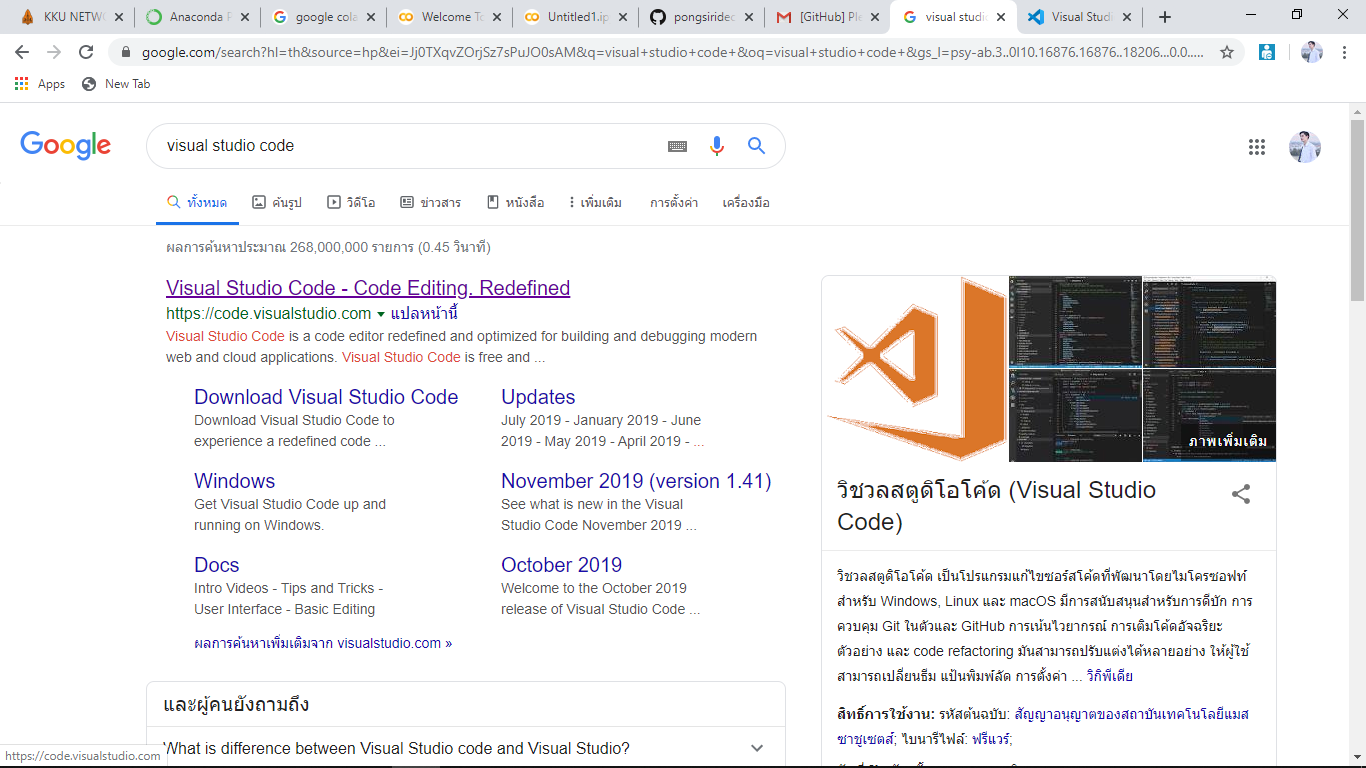 KKU NETWO
Anaconda P
google cola
Welcome To
Untitled1.ip
pongsiridec
[GitHub] Ple
visual studio
Visual Studi
google.com/search?hl=th&source=hp&ei=Jj0TXqvZOrjSz7sPuJO0sAM&q=visual+studio+code+&oq=visual+studio+code+&gs_l=psy-ab.3..0l10.16876.16876..18206...0.0.....
Apps
New Tab
Google
visual studio code
ทั้งหมด
ค้นรูป
วิดีโอ
ข่าวสาร
หนังสือ
เพิ่มเติม
การตั้งค่า
เครื่องมือ
ผลการค้นหาประมาณ 268,000,000 รายการ (0.45 วินาที)
Visual Studio Code - Code Editing. Redefined
https://code.visualstudio.com ▾ แปลหน้านี้
Visual Studio Code is a code editor redefined and optimized for building and debugging modern
web and cloud applications. Visual Studio Code is free and ...
Download Visual Studio Code
Download Visual Studio Code to
experience a redefined code ...
Updates
July 2019 - January 2019 - June
2019 - May 2019 - April 2019 - ...
Windows
Get Visual Studio Code up and
running on Windows.
November 2019 (version 1.41)
See what is new in the Visual
Studio Code November 2019 ...
Docs
Intro Videos - Tips and Tricks -
User Interface - Basic Editing
October 2019
Welcome to the October 2019
release of Visual Studio Code ...
ผลการค้นหาเพิ่มเติมจาก visualstudio.com »
และผู้คนยังถามถึง
What is difference between Visual Studio code and Visual Studio?
https://code.visualstudio.com
ภาพเพิ่มเติม
วิชวลสตูดิโอโค้ด (Visual Studio
Code)
วิชวลสตูดิโอโค้ด เป็นโปรแกรมแก้ไขซอร์สโค้ดที่พัฒนาโดยไมโครซอฟท์
สำหรับ Windows, Linux และ macOS มีการสนับสนุนสำหรับการดีบัก การ
ควบคุม Git ในตัวและ GitHub การเน้นไวยากรณ์ การเติมโค้ดอัจฉริยะ
ตัวอย่าง และ code refactoring มันสามารถปรับแต่งได้หลายอย่าง ให้ผู้ใช้
สามารถเปลี่ยนธีม แป้นพิมพ์ลัด การตั้งค่า ... วิกิพีเดีย
สิทธิ์การใช้งาน: รหัสต้นฉบับ: สัญญาอนุญาตของสถาบันเทคโนโลยีแมส
ซาชูเซตส์; ไบนารีไฟล์: ฟรีแวร์;